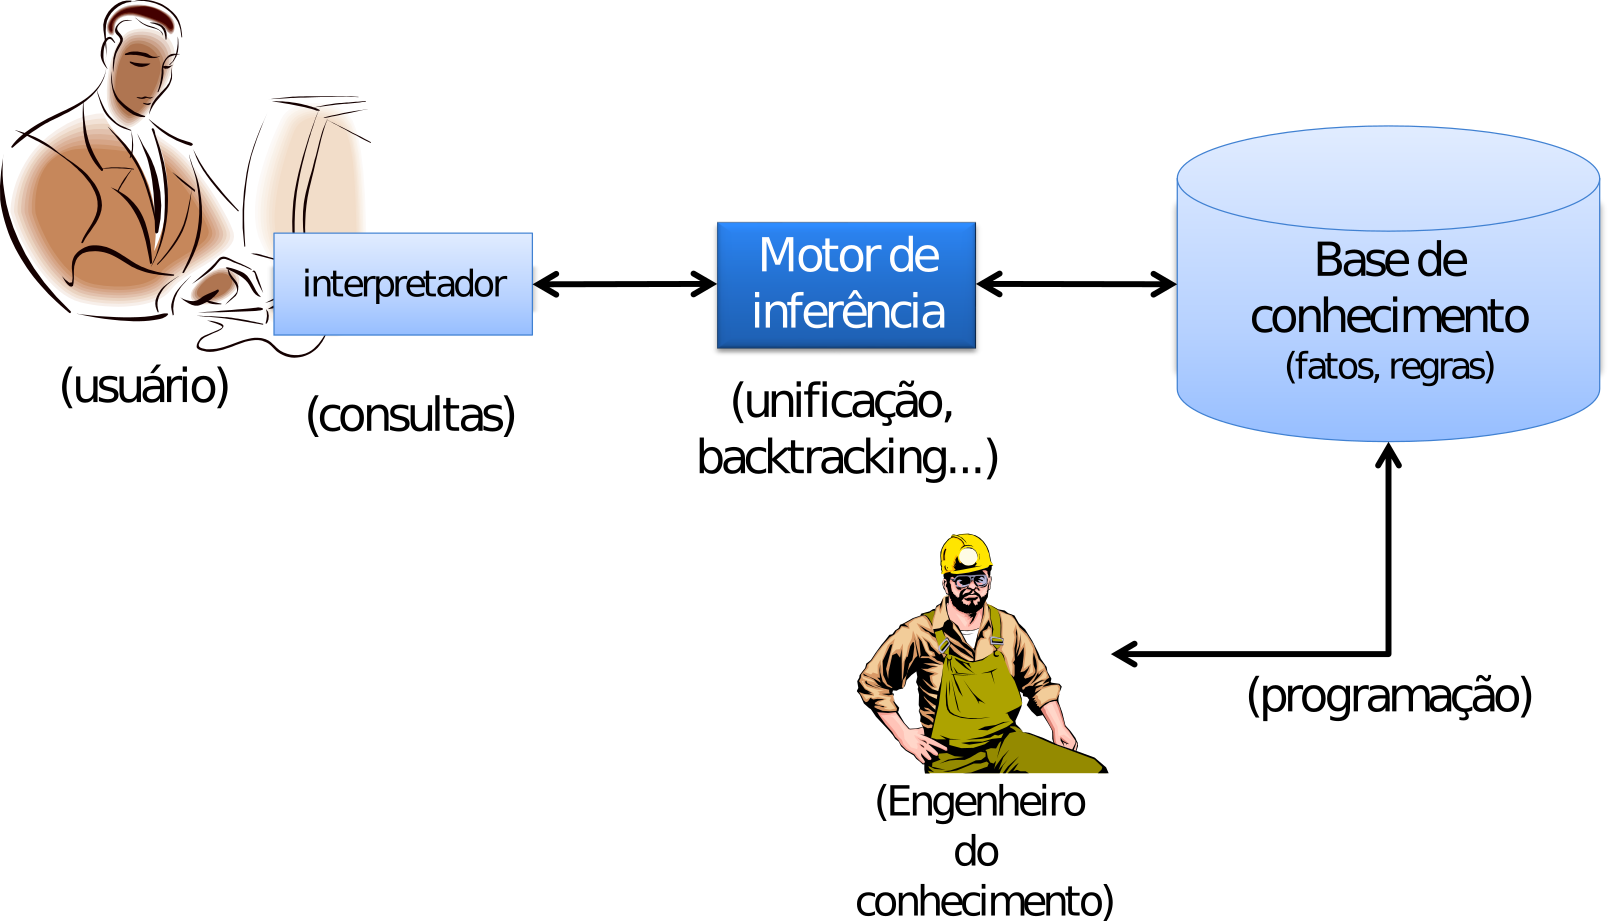 interpretador
(usuário)
(consultas)
Motor de
inferência
(unificação,
backtracking...)
Base de
conhecimento
(fatos, regras)
(programação)
(Engenheiro
do
conhecimento)